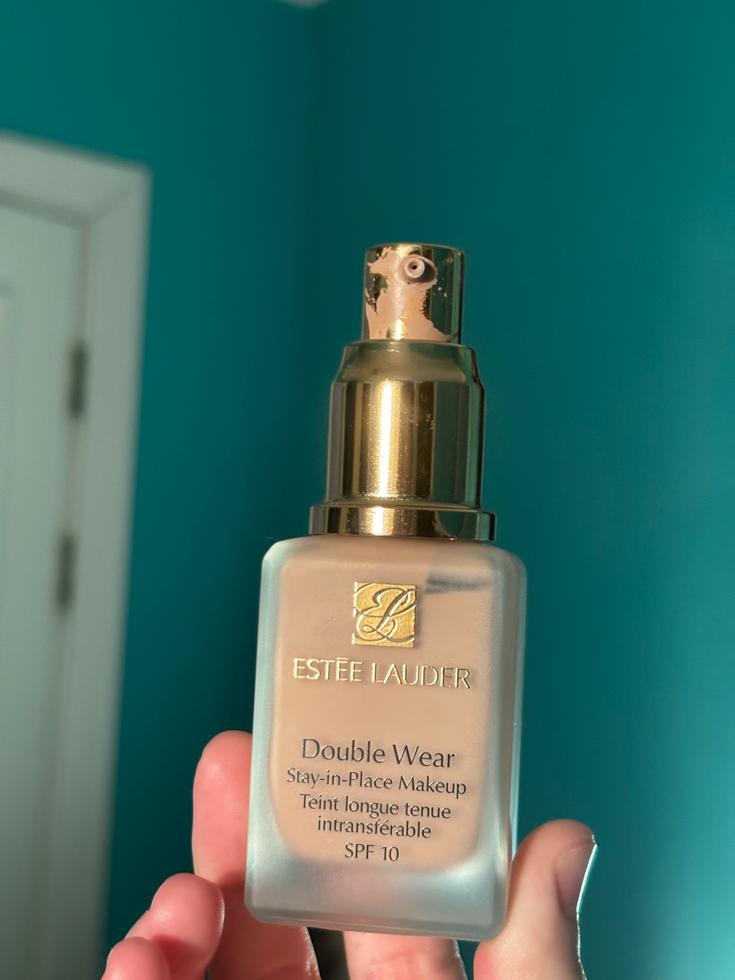 ESTĒE LAUDER
Double Wear
Stay-in-Place Makeup
Teint longue tenue
intransférable
SPF 10